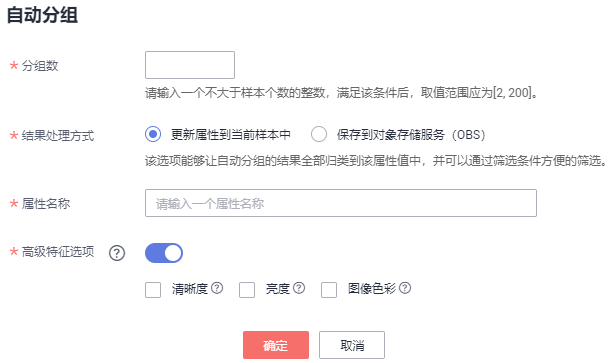 自动分组
* 分组数
请输入一个不大于样本个数的整数，满足该条件后，取值范围应为[2, 200]。
* 结果处理方式 更新属性到当前样本中 保存到对象存储服务（OBS）
该选项能够让自动分组的结果全部归类到该属性值中，并可以通过筛选条件方便的筛选。
* 属性名称 请输入一个属性名称
* 高级特征选项 ?
清晰度 ? 亮度 ? 图像色彩 ?
确定 取消